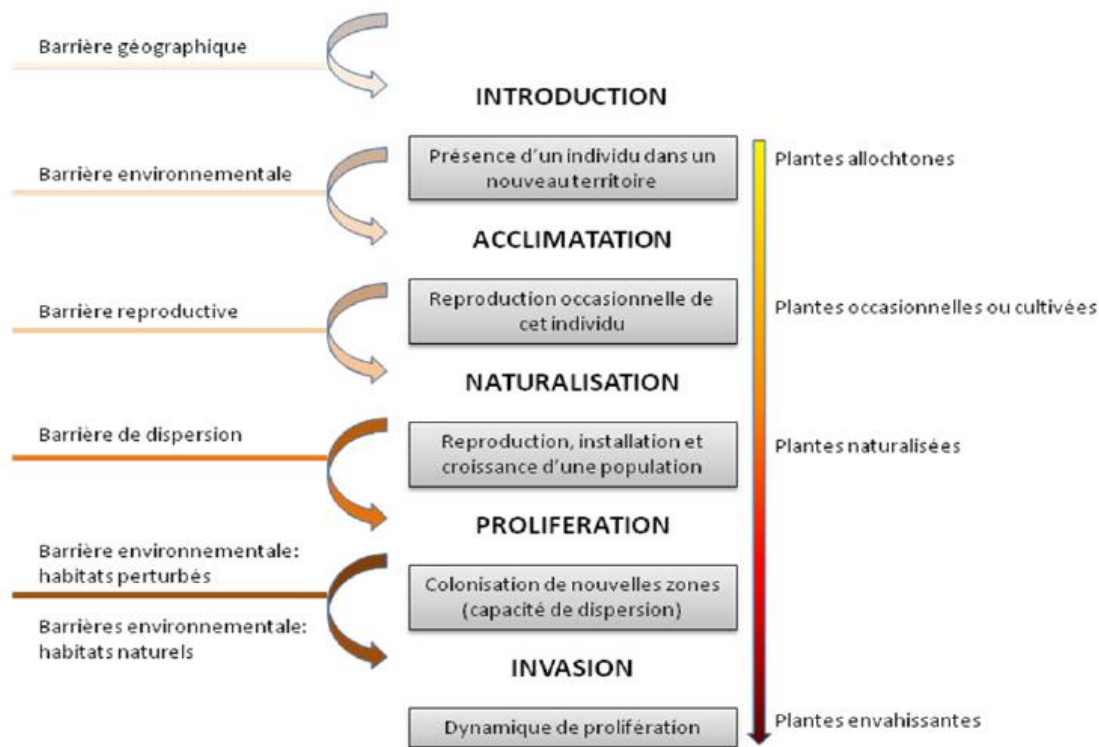 Barrière géographique
INTRODUCTION
Présence d'un individu dans un
nouveau territoire
Plantes allochtones
Barrière environnementale
ACCLIMATATION
Reproduction occasionnelle de
cet individu
Plantes occasionnelles ou cultivées
Barrière reproductive
NATURALISATION
Barrière de dispersion
Reproduction, installation et
croissance d'une population
Plantes naturalisées
PROLIFERATION
Barrière environnementale:
habitats perturbés
Colonisation de nouvelles zones
(capacité de dispersion)
Barrières environnementale:
habitats naturels
INVASION
Dynamique de prolifération
Plantes envahissantes